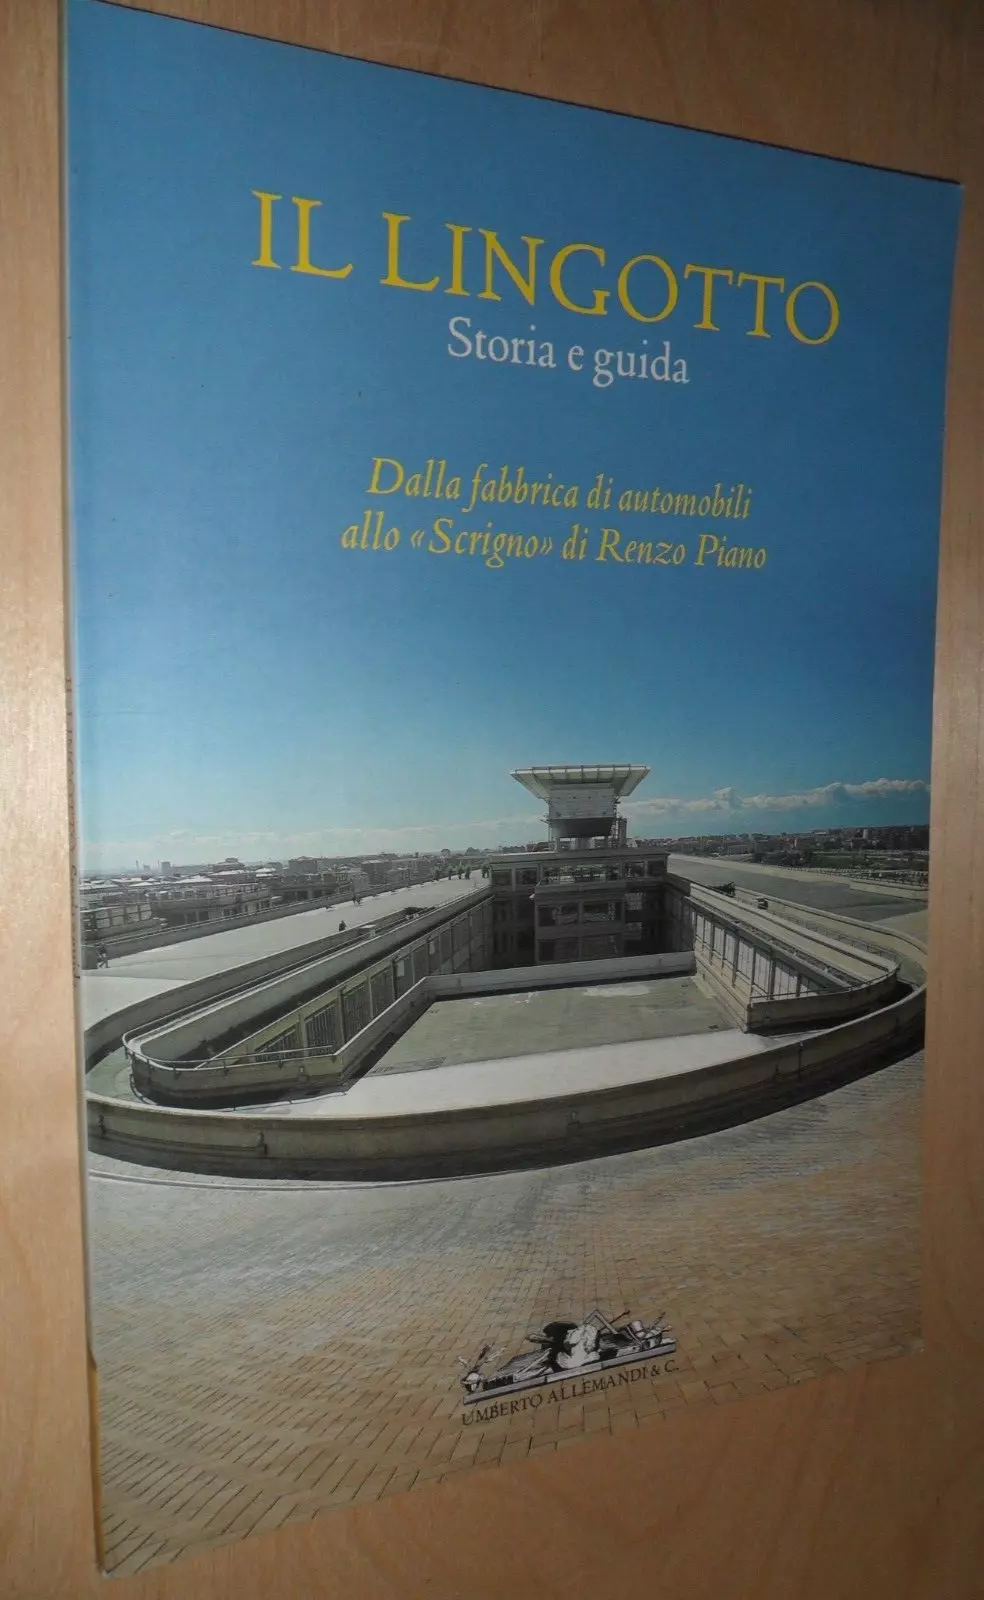 IL LINGOTTO
Storia e guida
Dalla fabbrica di automobili
allo «Scrigno» di Renzo Piano
UMBERTO ALLEMANDI & C.